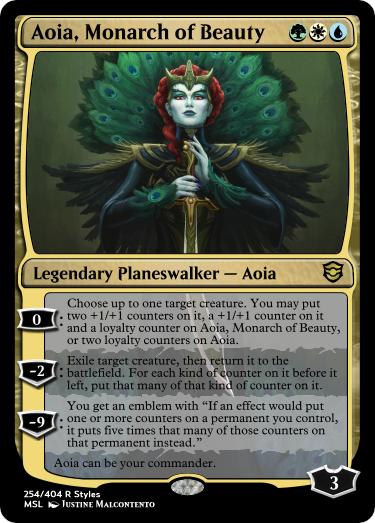 Aoia, Monarch of Beauty
Legendary Planeswalker — Aoia
0:
Choose up to one target creature. You may put
two +1/+1 counters on it, a +1/+1 counter on it
and a loyalty counter on Aoia, Monarch of Beauty,
or two loyalty counters on Aoia.
-2:
Exile target creature, then return it to the
battlefield. For each kind of counter on it before it
left, put that many of that kind of counter on it.
-9:
You get an emblem with “If an effect would put
one or more counters on a permanent you control,
it puts five times that many of those counters on
that permanent instead.”
Aoia can be your commander.
3
254/404 R Styles
MSL Justine Malcontento